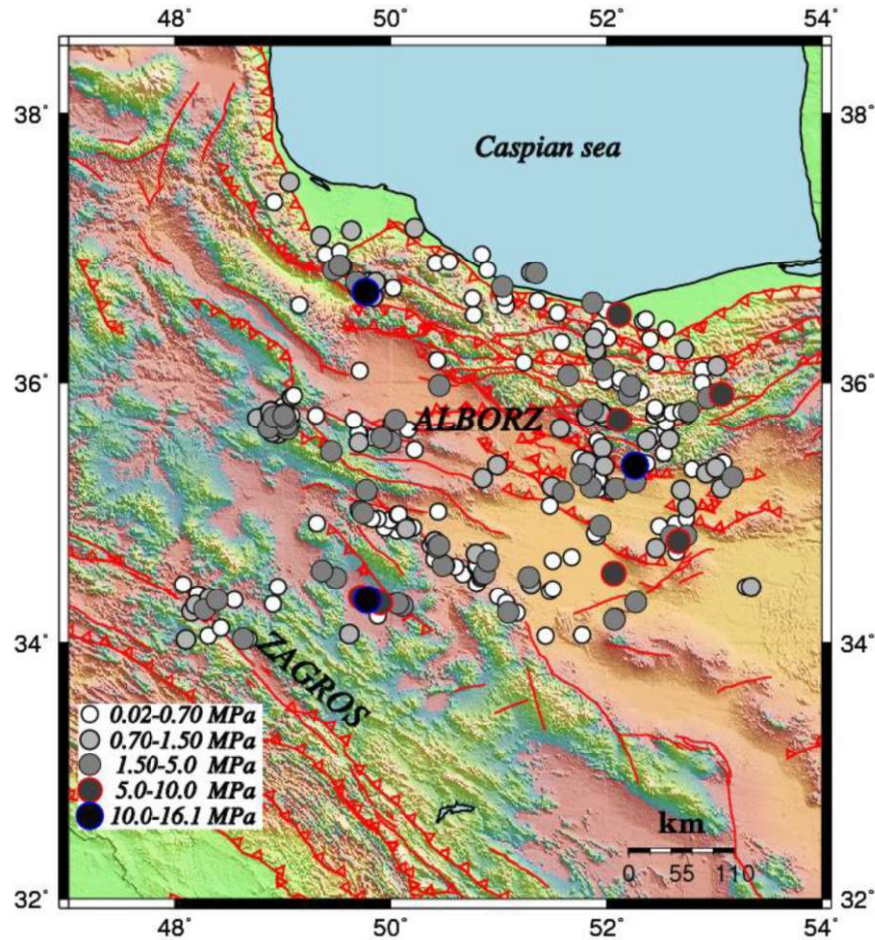 48° 50° 52° 54°
38° 38°
Caspian sea
36° 36°
ALBORZ
34° 34°
ZAGROS
0.02-0.70 MPa
0.70-1.50 MPa
1.50-5.0 MPa
5.0-10.0 MPa
10.0-16.1 MPa
km
0 55 110
32° 32°
48° 50° 52° 54°